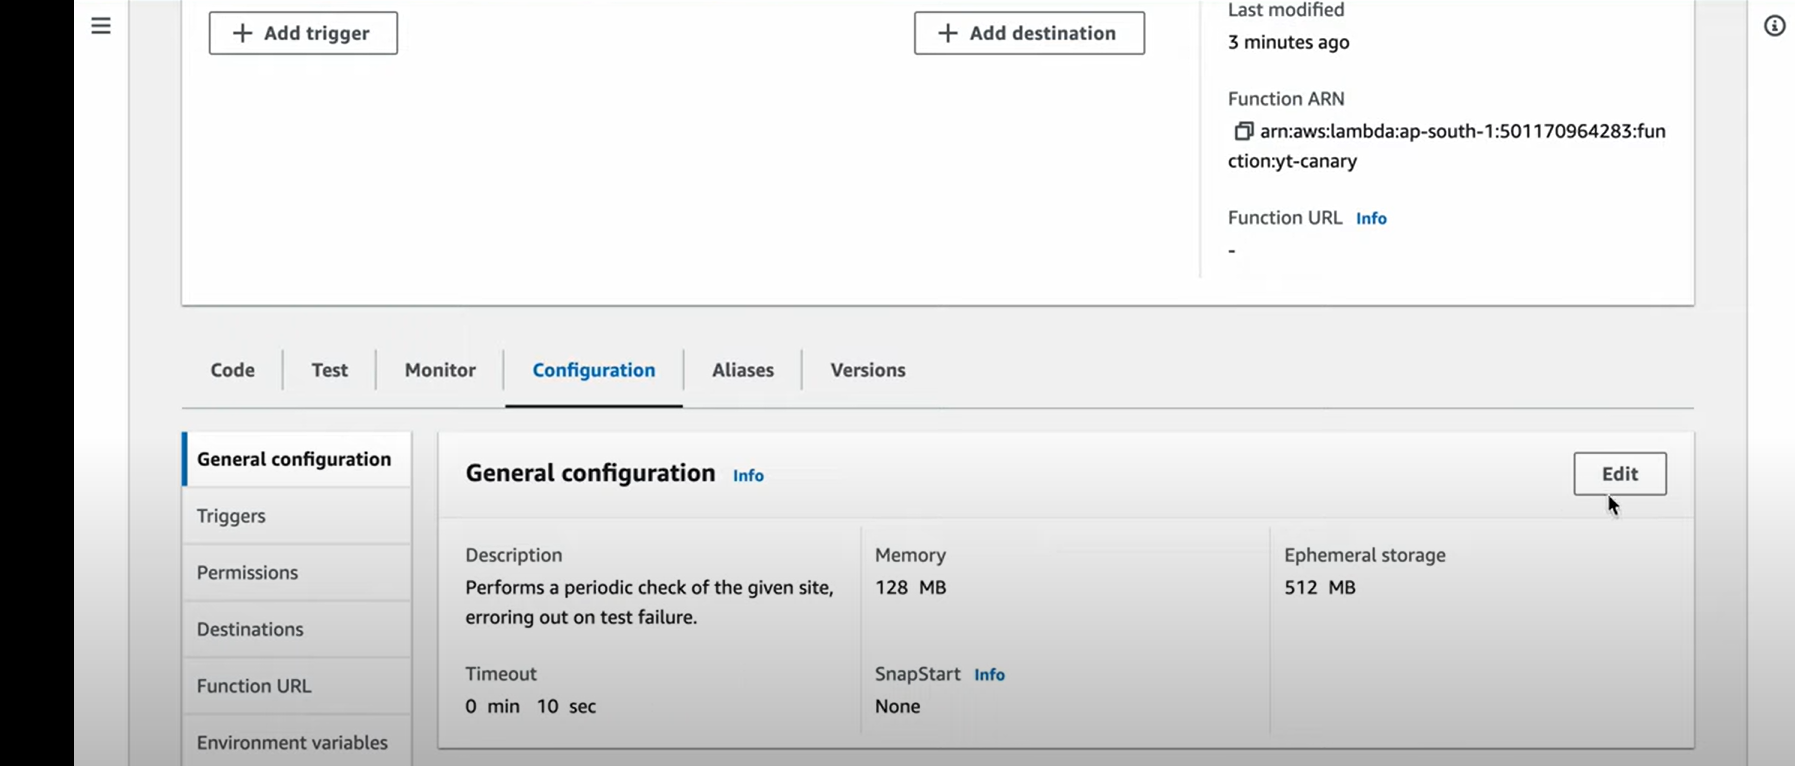 Add trigger
Add destination
Last modified
3 minutes ago
Function ARN
arn:aws:lambda:ap-south-1:501170964283:fun
ction:yt-canary
Function URL Info
-
Code
Test
Monitor
Configuration
Aliases
Versions
General configuration
Triggers
Permissions
Destinations
Function URL
Environment variables
General configuration Info
Edit
Description
Performs a periodic check of the given site,
erroring out on test failure.
Memory
128 MB
Ephemeral storage
512 MB
Timeout
0 min 10 sec
SnapStart Info
None